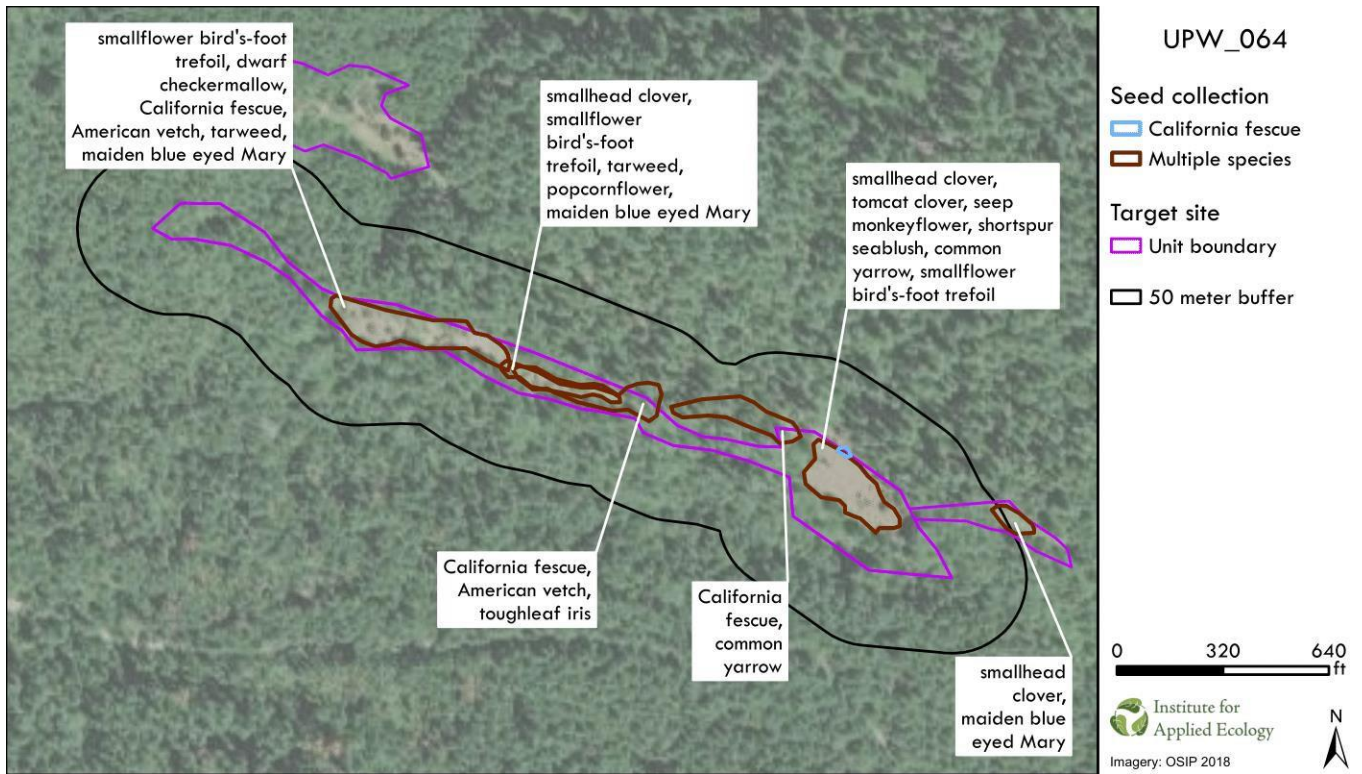 smallflower bird's-foot
trefoil, dwarf
checkermallow,
California fescue,
American vetch, tarweed,
maiden blue eyed Mary
smallhead clover,
smallflower
bird's-foot
trefoil, tarweed,
popcornflower,
maiden blue eyed Mary
smallhead clover,
tomcat clover, seep
monkeyflower, shortspur
seablush, common
yarrow, smallflower
bird's-foot trefoil
California fescue,
American vetch,
toughleaf iris
California
fescue,
common
yarrow
smallhead
clover,
maiden blue
eyed Mary
UPW_064
Seed collection
California fescue
Multiple species
Target site
Unit boundary
50 meter buffer
0 320 640
ft
Institute for
Applied Ecology
Imagery: OSIP 2018
N